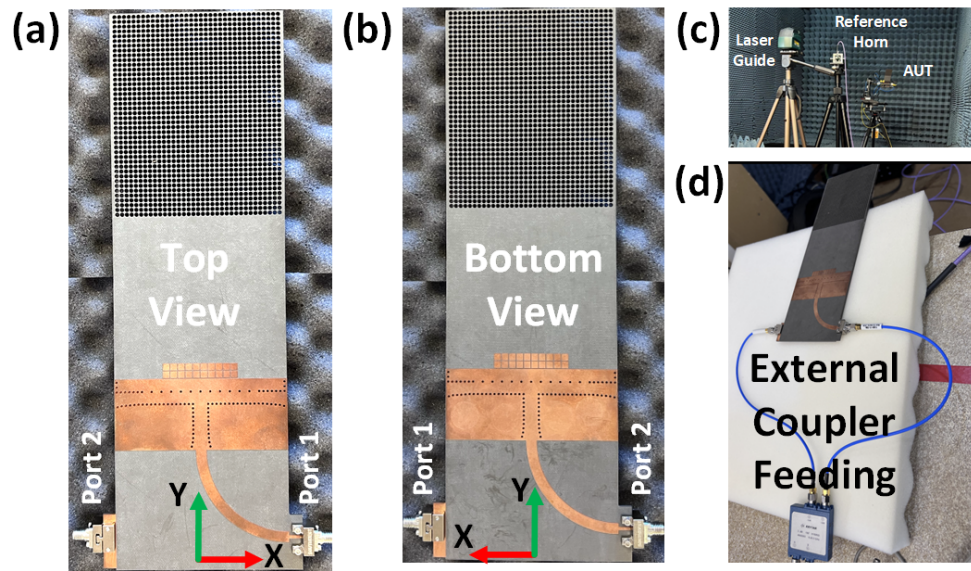 (a)
Top
View
Port 2
Port 1
Y
X
(b)
Bottom
View
Port 1
Port 2
Y
X
(c)
Laser
Guide
Reference
Horn
AUT
(d)
External
Coupler
Feeding